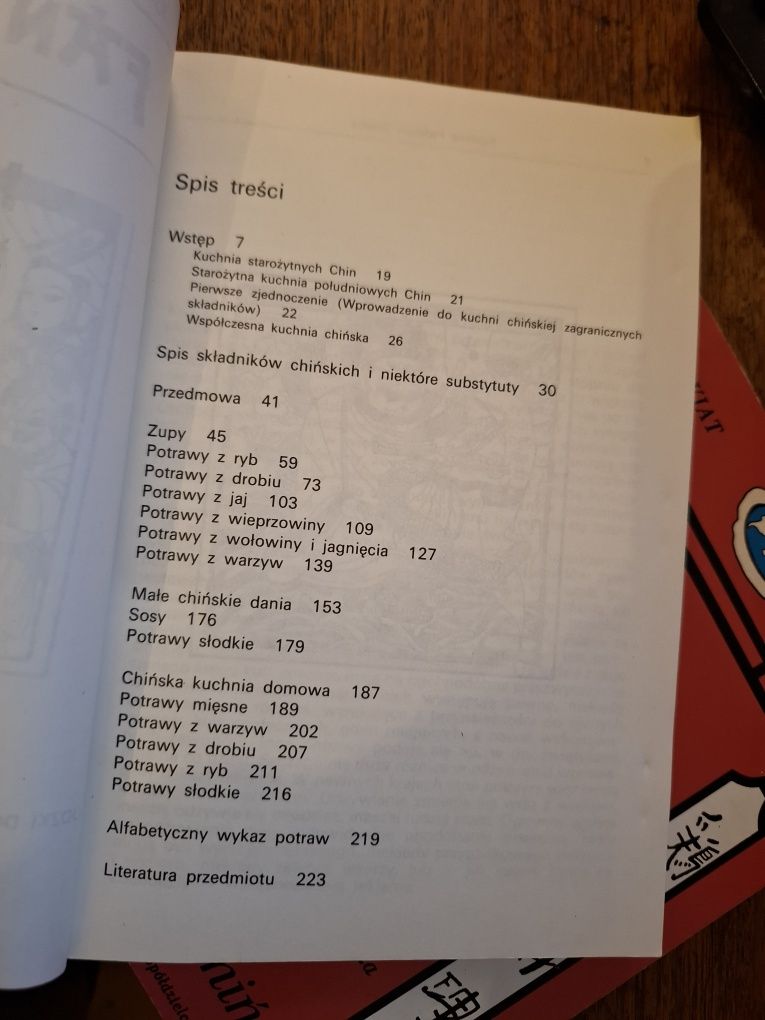 Spis treści
Wstęp 7
Kuchnia starożytnych Chin 19
Starożytna kuchnia południowych Chin 21
Pierwsze zjednoczenie (Wprowadzenie do kuchni chińskiej zagranicznych
składników) 22
Współczesna kuchnia chińska 26
Spis składników chińskich i niektóre substytuty 30
Przedmowa 41
Zupy 45
Potrawy z ryb 59
Potrawy z drobiu 73
Potrawy z jaj 103
Potrawy z wieprzowiny 109
Potrawy z wołowiny i jagnięcia 127
Potrawy z warzyw 139
Małe chińskie dania 153
Sosy 176
Potrawy słodkie 179
Chińska kuchnia domowa 187
Potrawy mięsne 189
Potrawy z warzyw 202
Potrawy z drobiu 207
Potrawy z ryb 211
Potrawy słodkie 216
Alfabetyczny wykaz potraw 219
Literatura przedmiotu 223